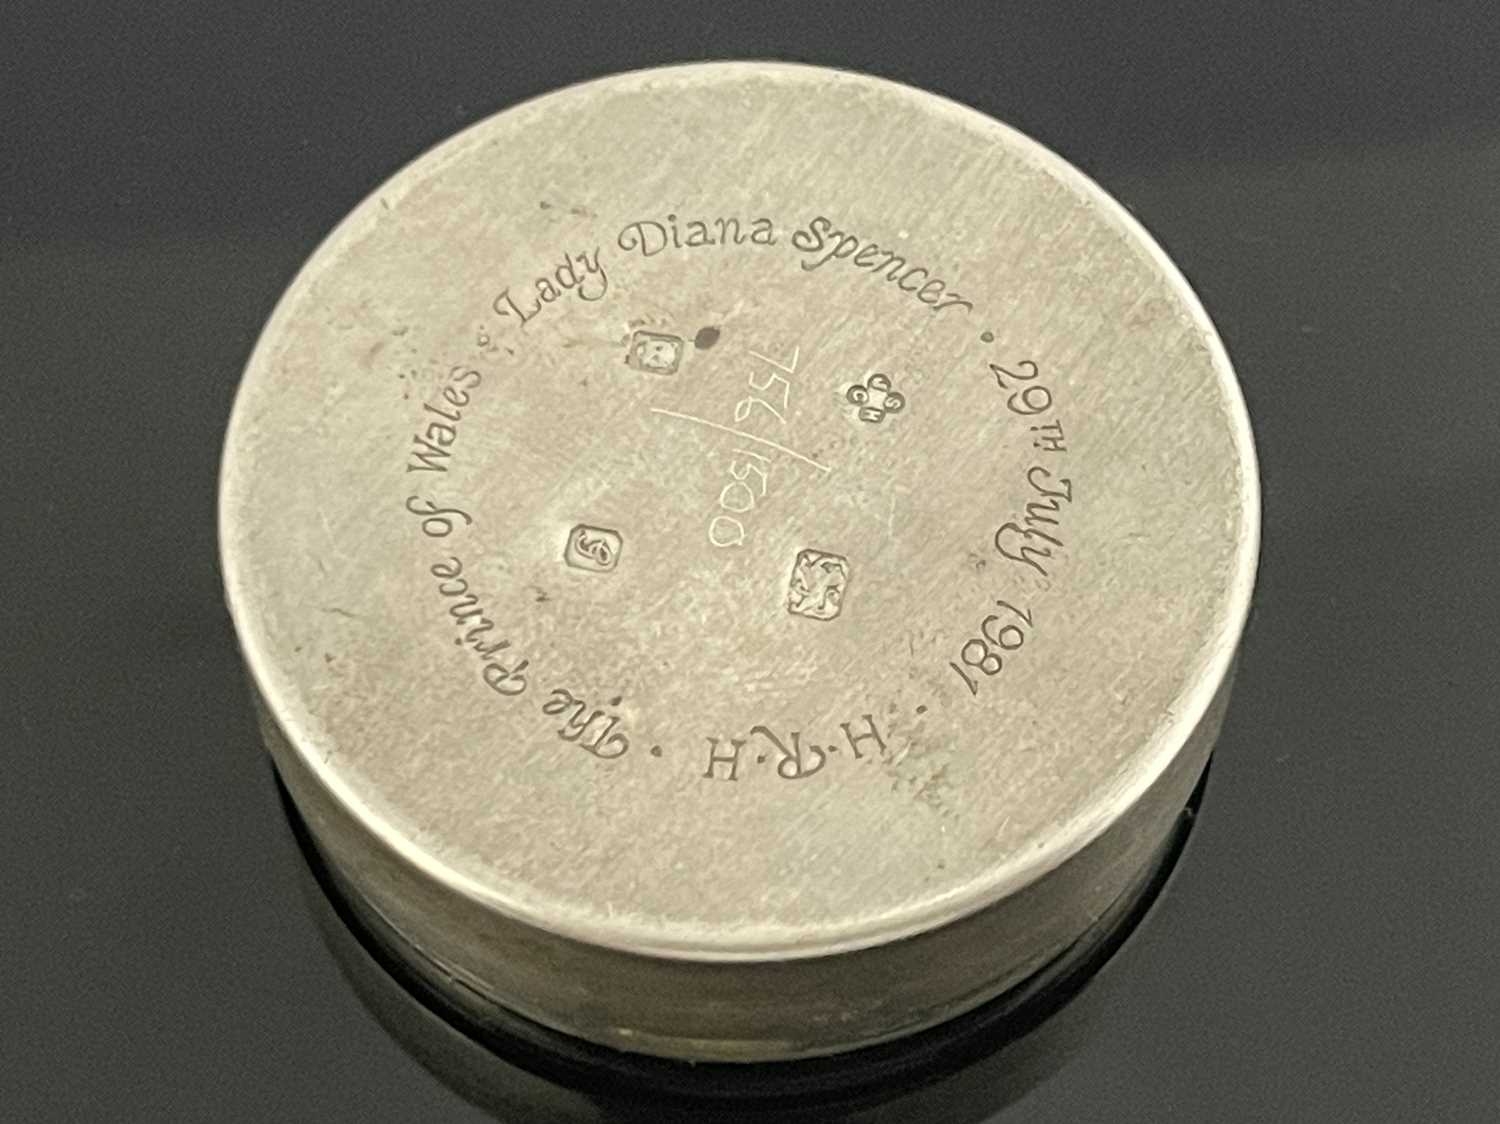 H·R·H · The Prince of Wales · Lady Diana Spencer · 29TH July 1981 ·
756/1500